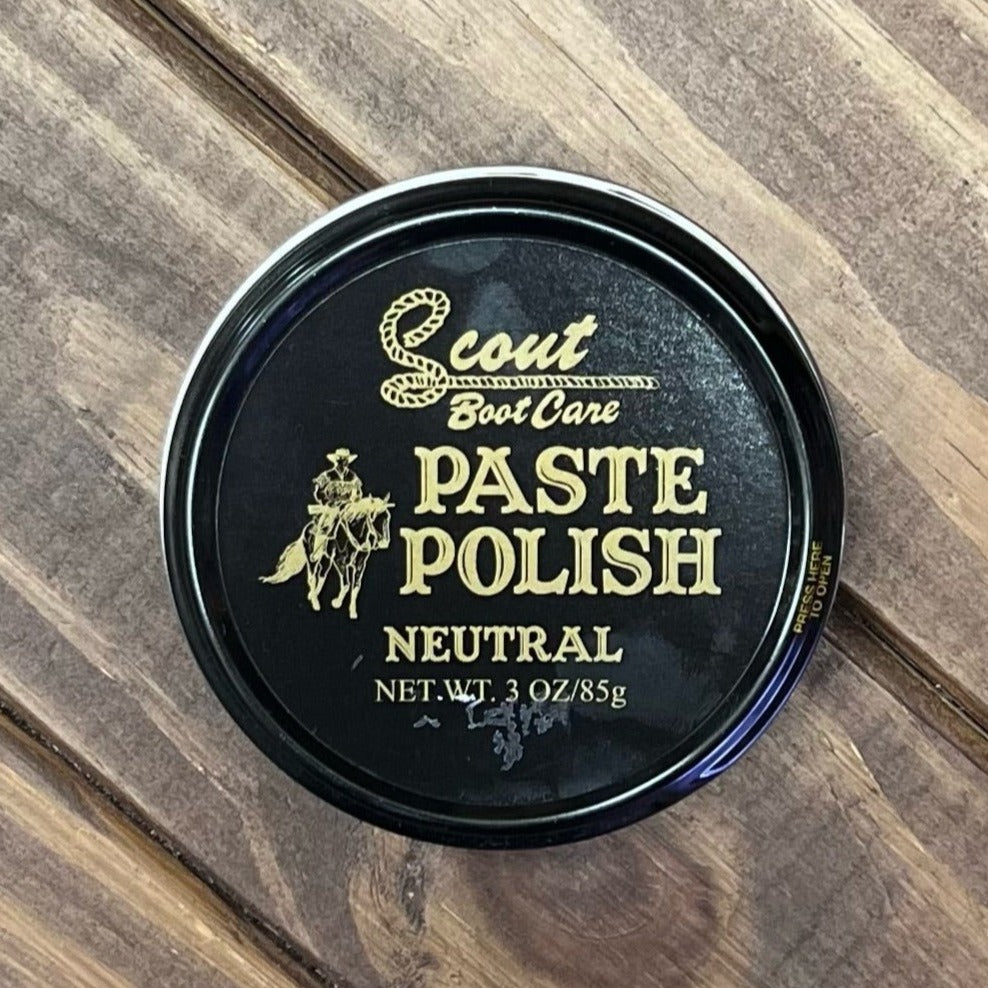 Scout
Boot Care
PASTE
POLISH
NEUTRAL
NET.WT. 3 OZ/85g
PRESS HERE
TO OPEN